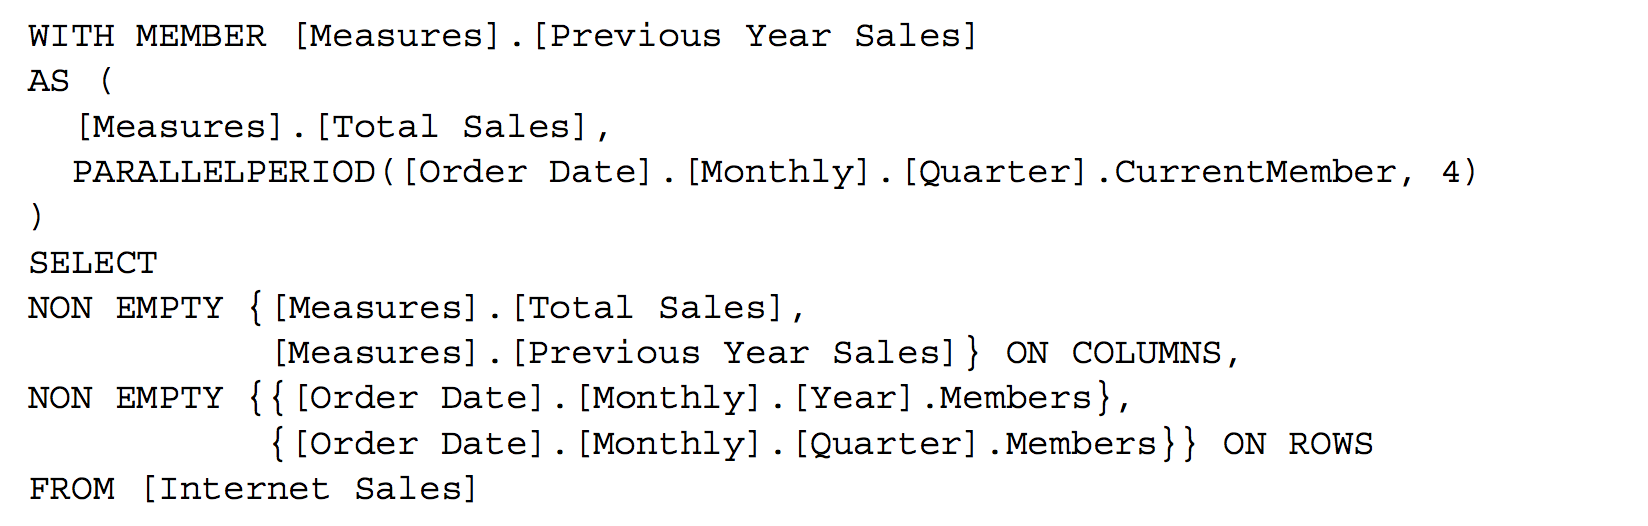 WITH MEMBER [Measures].[Previous Year Sales]
AS (
[Measures].[Total Sales],
PARALLELPERIOD([Order Date].[Monthly].[Quarter].CurrentMember, 4)
)
SELECT
NON EMPTY {[Measures].[Total Sales],
[Measures].[Previous Year Sales]} ON COLUMNS,
NON EMPTY {{[Order Date].[Monthly].[Year].Members},
{[Order Date].[Monthly].[Quarter].Members}} ON ROWS
FROM [Internet Sales]